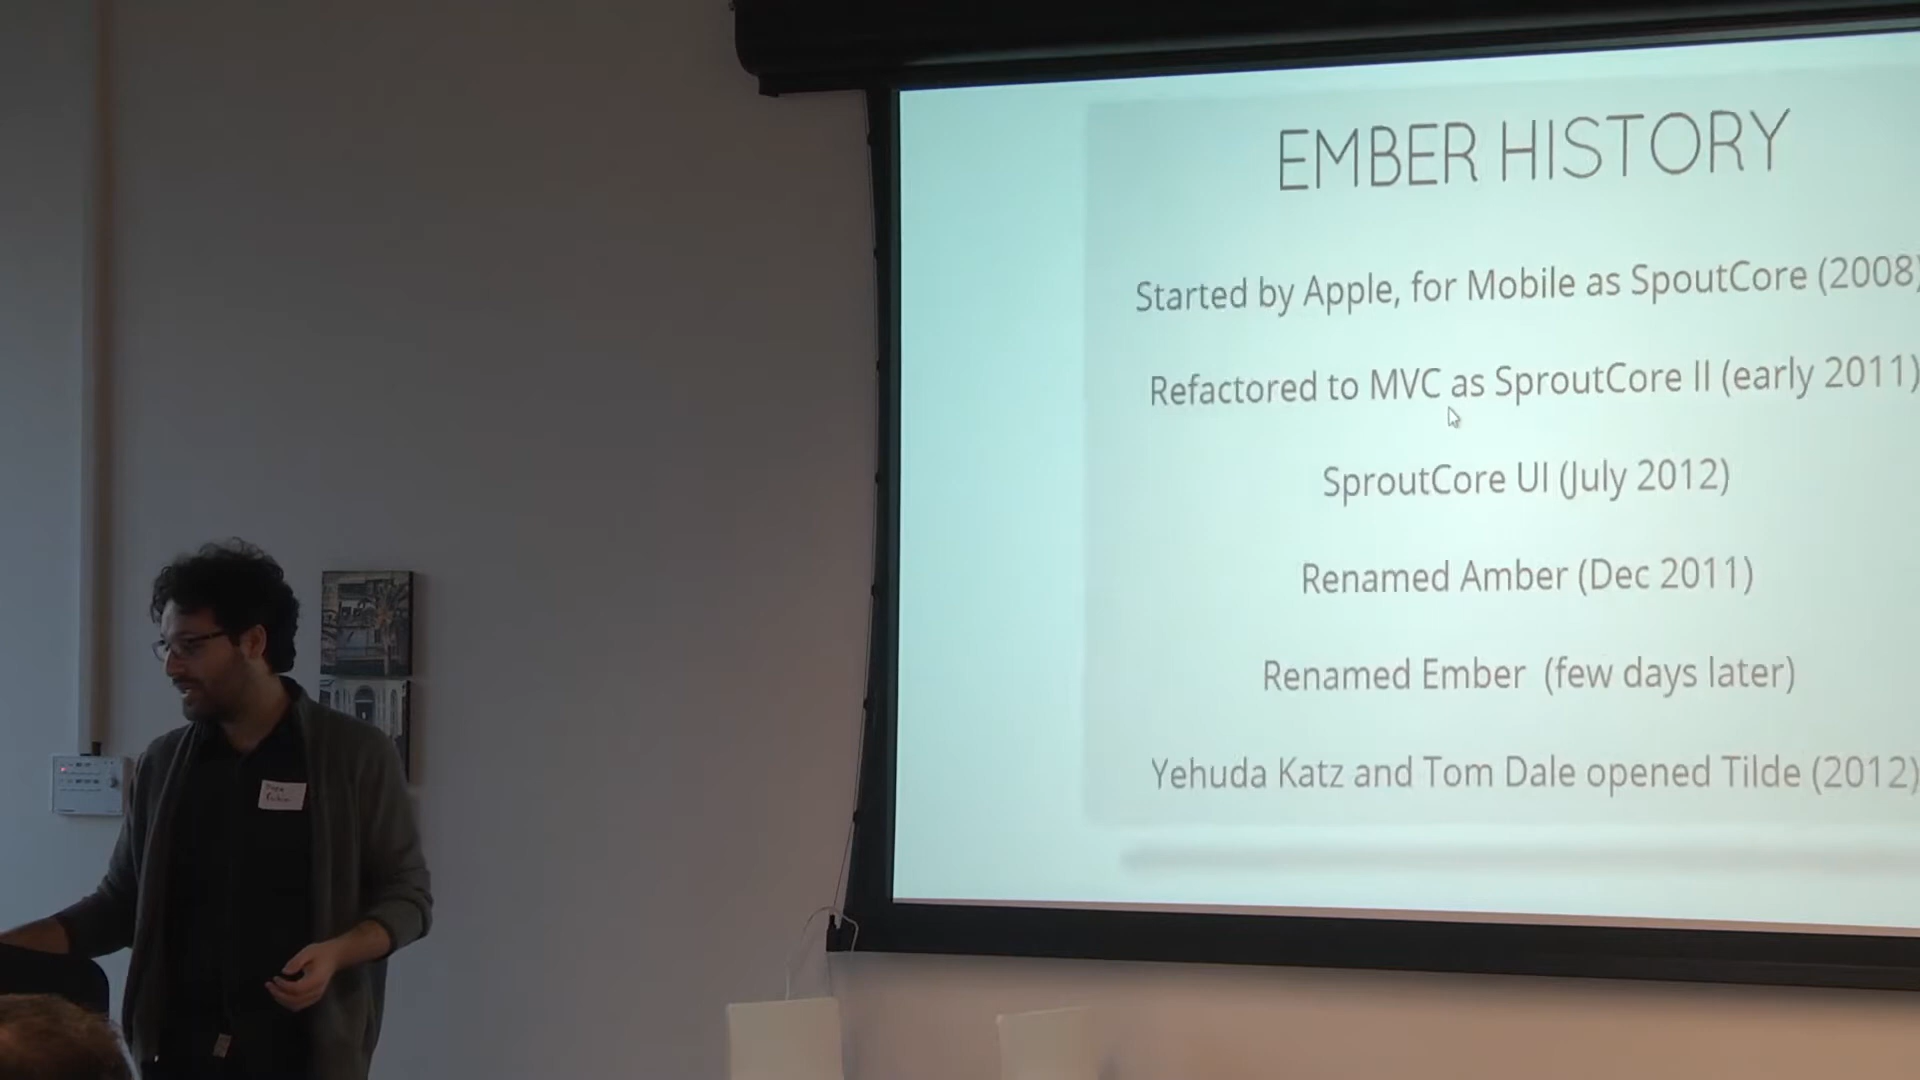 EMBER HISTORY
Started by Apple, for Mobile as SpoutCore (2008)
Refactored to MVC as SproutCore II (early 2011)
SproutCore UI (July 2012)
Renamed Amber (Dec 2011)
Renamed Ember (few days later)
Yehuda Katz and Tom Dale opened Tilde (2012)